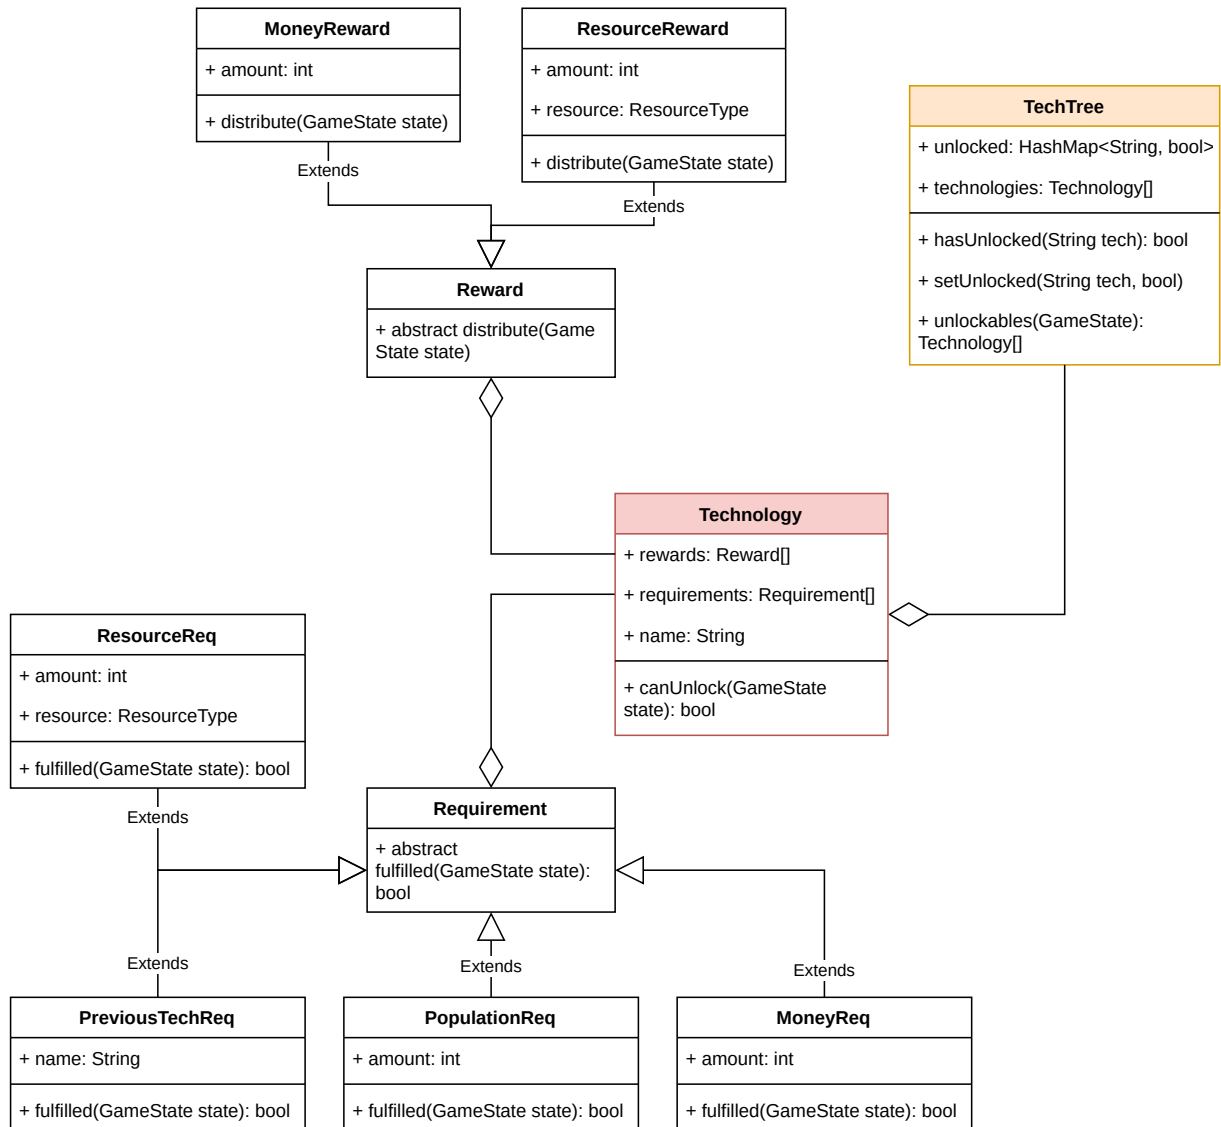 MoneyReward
+ amount: int
+ distribute(GameState state)
Extends
ResourceReward
+ amount: int
+ resource: ResourceType
+ distribute(GameState state)
Extends
TechTree
+ unlocked: HashMap<String, bool>
+ technologies: Technology[]
+ hasUnlocked(String tech): bool
+ setUnlocked(String tech, bool)
+ unlockables(GameState):
Technology[]
Reward
+ abstract distribute(Game
State state)
Technology
+ rewards: Reward[]
+ requirements: Requirement[]
+ name: String
+ canUnlock(GameState
state): bool
ResourceReq
+ amount: int
+ resource: ResourceType
+ fulfilled(GameState state): bool
Extends
Requirement
+ abstract
fulfilled(GameState state):
bool
Extends
Extends
Extends
PreviousTechReq
+ name: String
+ fulfilled(GameState state): bool
PopulationReq
+ amount: int
+ fulfilled(GameState state): bool
MoneyReq
+ amount: int
+ fulfilled(GameState state): bool